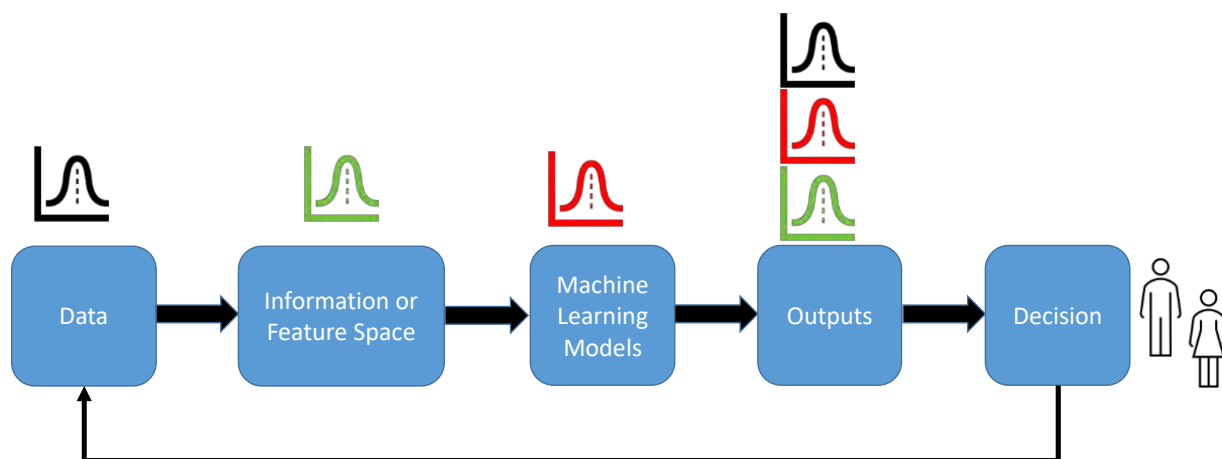 Data
Information or
Feature Space
Machine
Learning
Models
Outputs
Decision